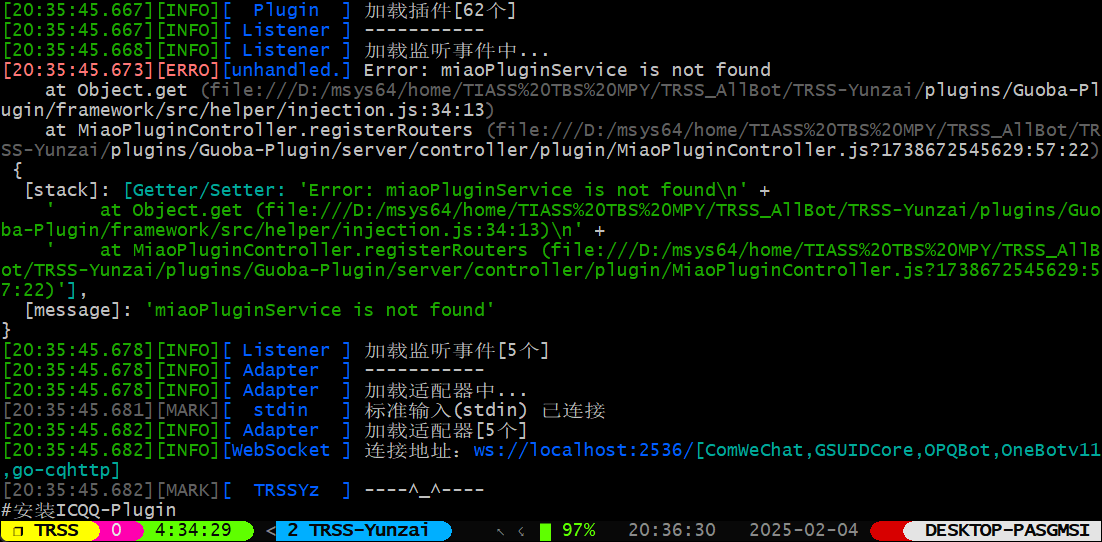 [20:35:45.667][INFO][  Plugin  ] 加载插件[62个]
[20:35:45.667][INFO][ Listener ] -----------
[20:35:45.668][INFO][ Listener ] 加载监听事件中...
[20:35:45.673][ERRO][unhandled.] Error: miaoPluginService is not found
    at Object.get (file:///D:/msys64/home/TIASS%20TBS%20MPY/TRSS_AllBot/TRSS-Yunzai/plugins/Guoba-Pl
ugin/framework/src/helper/injection.js:34:13)
    at MiaoPluginController.registerRouters (file:///D:/msys64/home/TIASS%20TBS%20MPY/TRSS_AllBot/TR
SS-Yunzai/plugins/Guoba-Plugin/server/controller/plugin/MiaoPluginController.js?1738672545629:57:22)
 {
  [stack]: [Getter/Setter: 'Error: miaoPluginService is not found\n' +
    '    at Object.get (file:///D:/msys64/home/TIASS%20TBS%20MPY/TRSS_AllBot/TRSS-Yunzai/plugins/Guo
ba-Plugin/framework/src/helper/injection.js:34:13)\n' +
    '    at MiaoPluginController.registerRouters (file:///D:/msys64/home/TIASS%20TBS%20MPY/TRSS_AllB
ot/TRSS-Yunzai/plugins/Guoba-Plugin/server/controller/plugin/MiaoPluginController.js?1738672545629:5
7:22)'],
  [message]: 'miaoPluginService is not found'
}
[20:35:45.678][INFO][ Listener ] 加载监听事件[5个]
[20:35:45.678][INFO][ Adapter  ] -----------
[20:35:45.678][INFO][ Adapter  ] 加载适配器中...
[20:35:45.681][MARK][  stdin   ] 标准输入(stdin) 已连接
[20:35:45.682][INFO][ Adapter  ] 加载适配器[5个]
[20:35:45.682][INFO][WebSocket ] 连接地址：ws://localhost:2536/[ComWeChat,GSUIDCore,OPQBot,OneBotv11
,go-cqhttp]
[20:35:45.682][MARK][  TRSSYz  ] ----^_^----
#安装ICQQ-Plugin
❐ TRSS 0 4:34:29 <2 TRSS-Yunzai 97% 20:36:30 2025-02-04 DESKTOP-PASGMSI